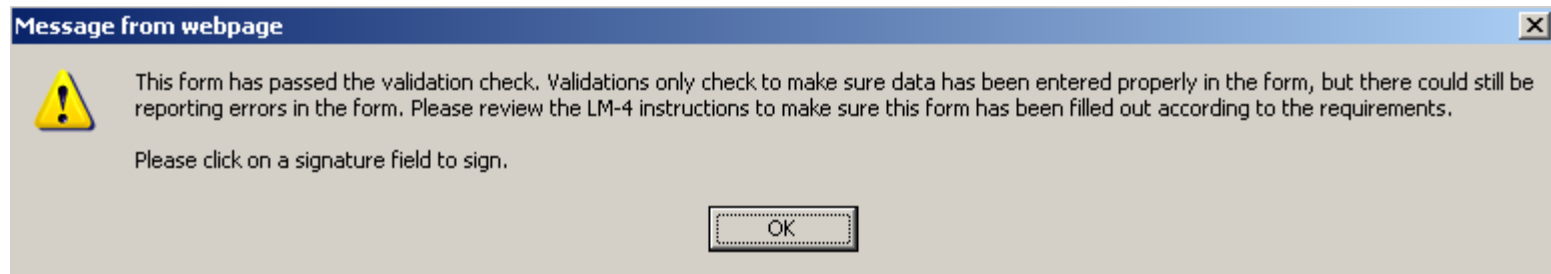 Message from webpage
This form has passed the validation check. Validations only check to make sure data has been entered properly in the form, but there could still be
reporting errors in the form. Please review the LM-4 instructions to make sure this form has been filled out according to the requirements.
Please click on a signature field to sign.
OK